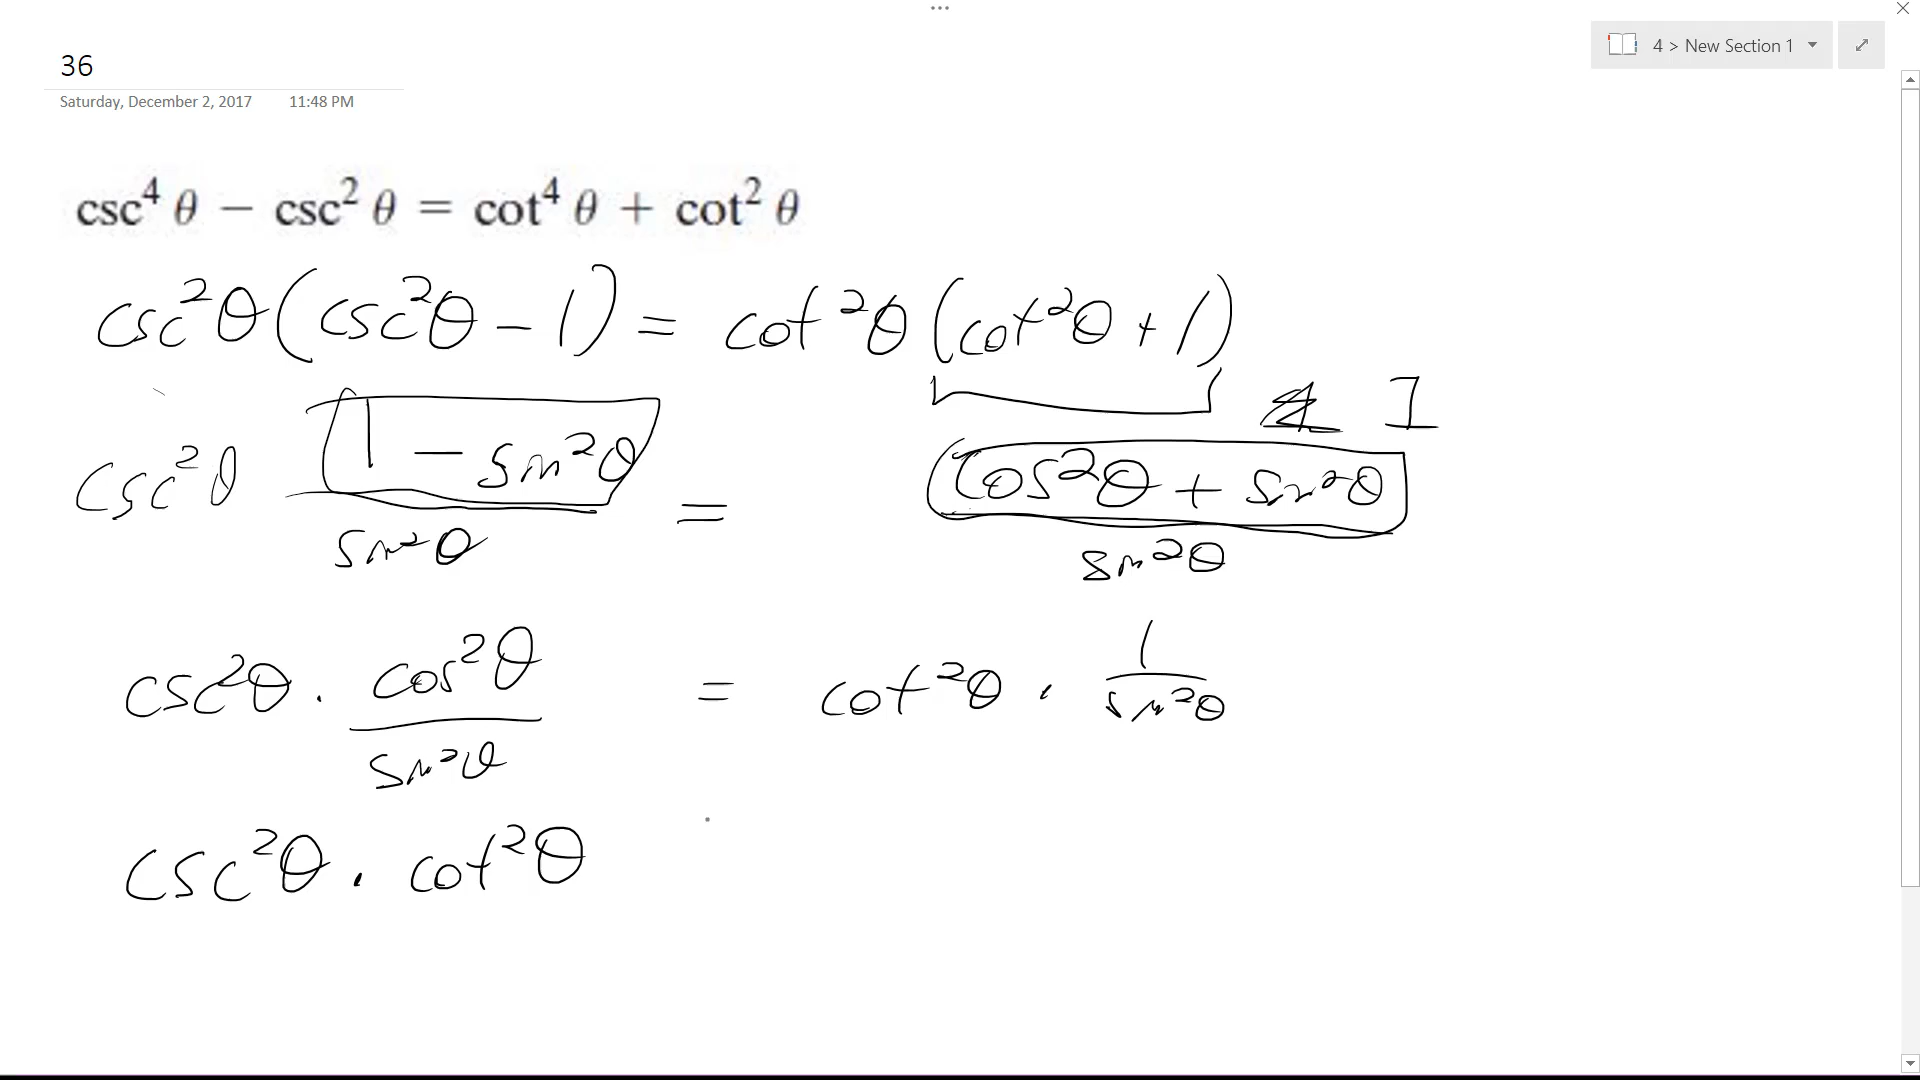 4 > New Section 1
36
Saturday, December 2, 2017 11:48 PM
csc⁴ θ − csc² θ = cot⁴ θ + cot² θ
csc²θ(csc²θ − 1) = cot²θ(cot²θ + 1)
1
csc²θ (1 − sin²θ)/sin²θ = (cos²θ + sin²θ)/sin²θ
csc²θ · cos²θ/sin²θ = cot²θ · 1/sin²θ
csc²θ · cot²θ